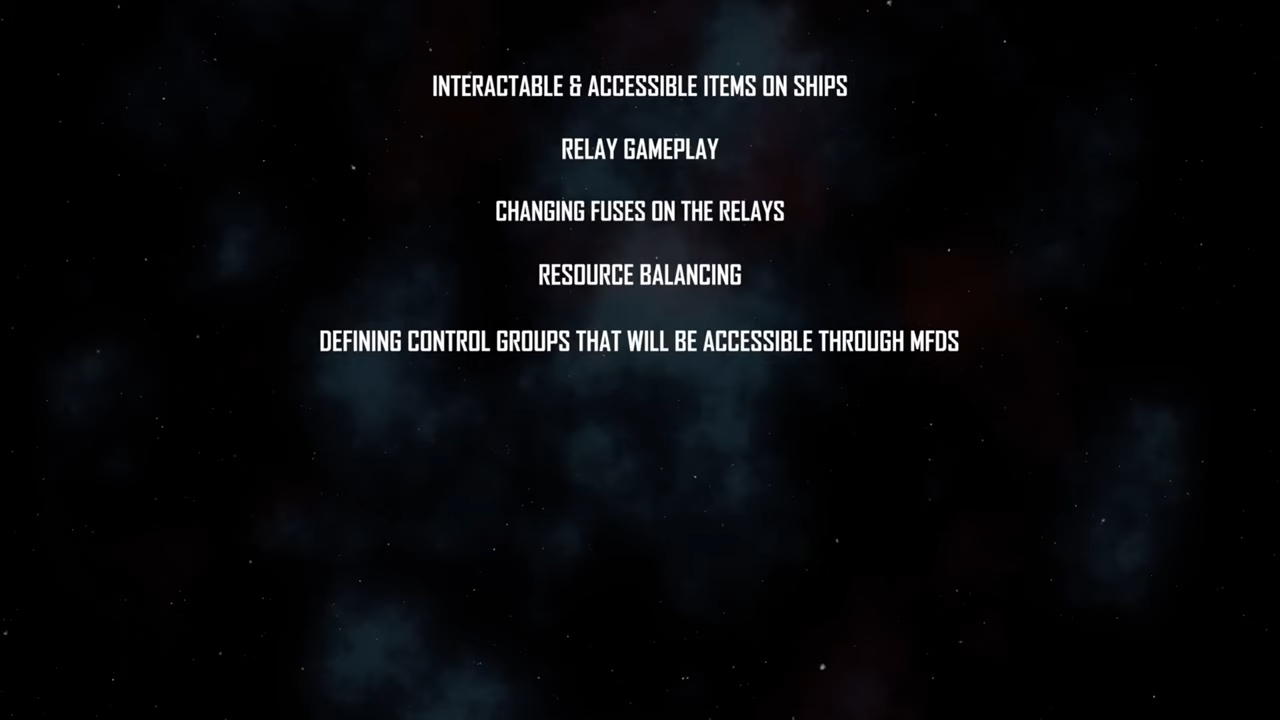 INTERACTABLE & ACCESSIBLE ITEMS ON SHIPS
RELAY GAMEPLAY
CHANGING FUSES ON THE RELAYS
RESOURCE BALANCING
DEFINING CONTROL GROUPS THAT WILL BE ACCESSIBLE THROUGH MFDS